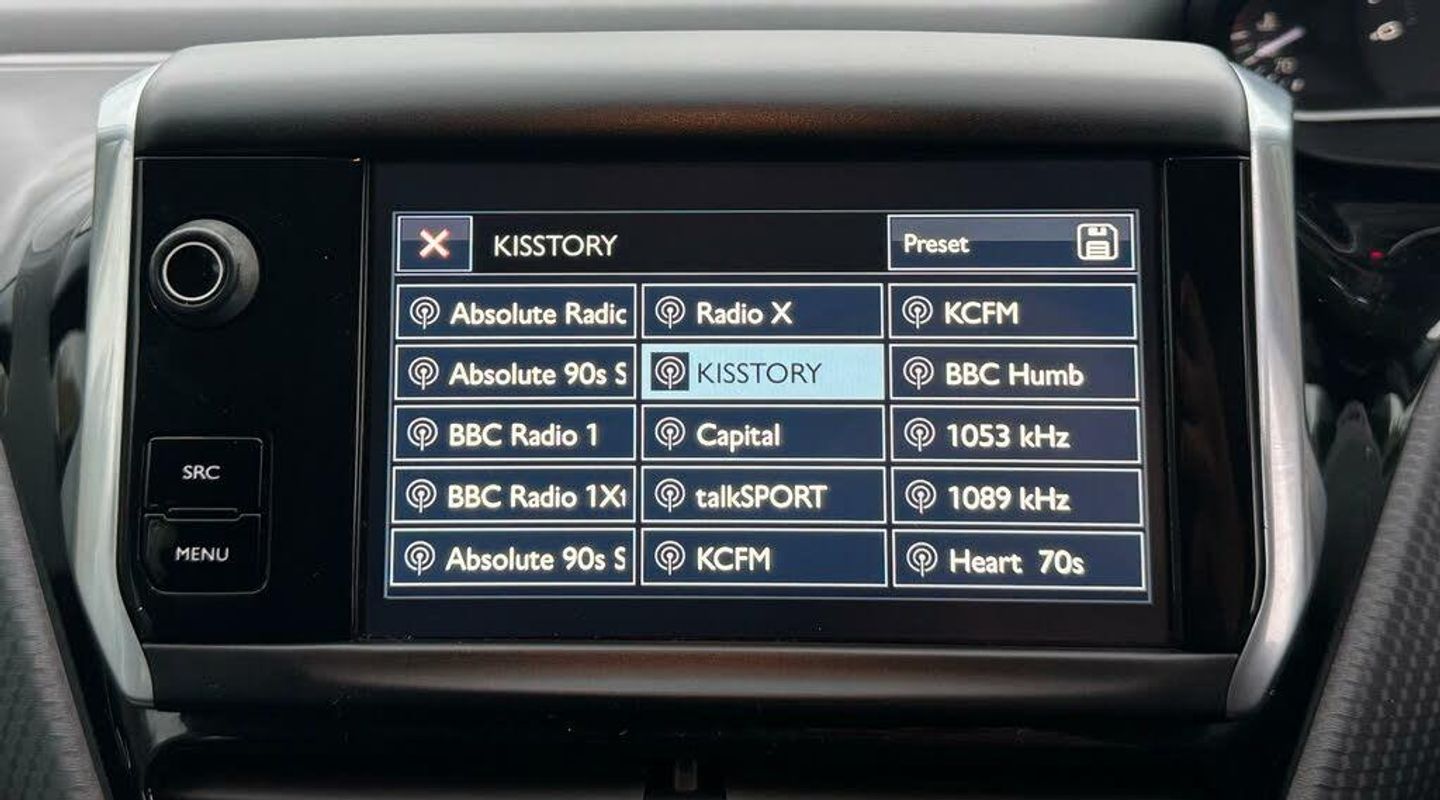 KISSTORY
Preset
Absolute Radic
Radio X
KCFM
Absolute 90s S
KISSTORY
BBC Humb
BBC Radio 1
Capital
1053 kHz
BBC Radio 1Xt
talkSPORT
1089 kHz
Absolute 90s S
KCFM
Heart 70s
SRC
MENU